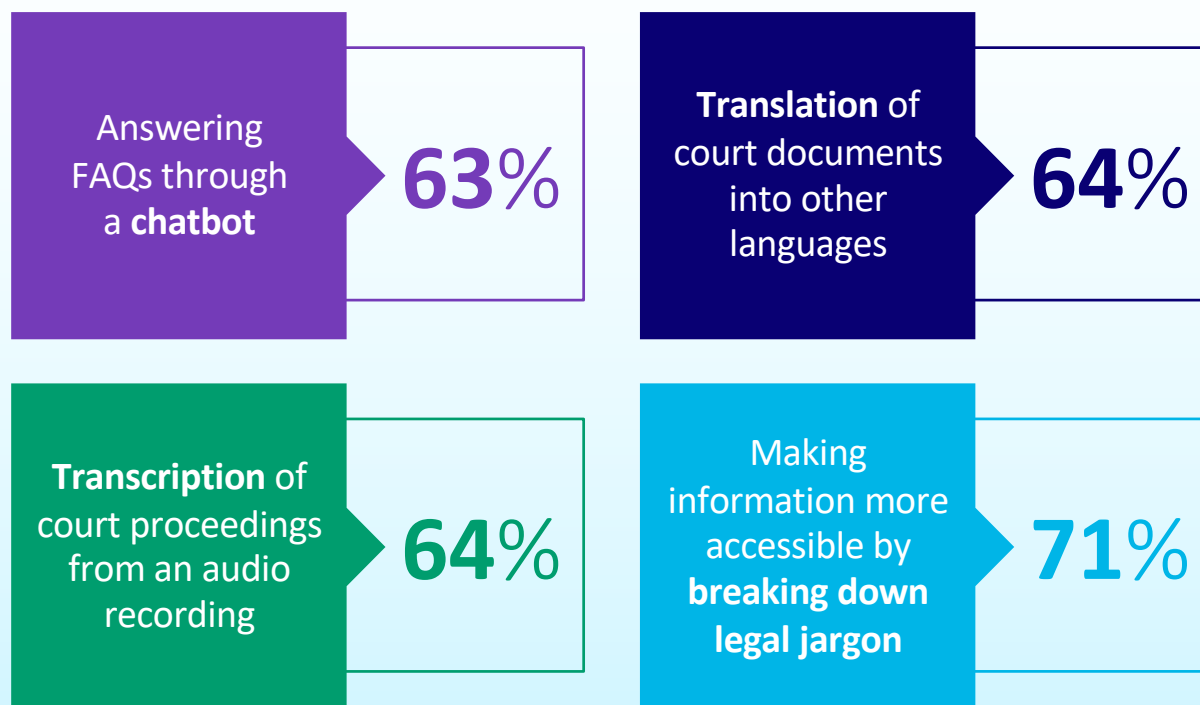 Answering
FAQs through
a chatbot
63%
Translation of
court documents
into other
languages
64%
Transcription of
court proceedings
from an audio
recording
64%
Making
information more
accessible by
breaking down
legal jargon
71%